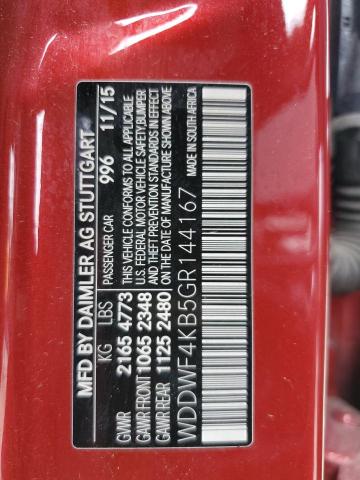 MFD BY DAIMLER AG STUTTGART
PASSENGER CAR 996 11/15
KG LBS
GVWR 2165 4773
GAWR FRONT 1065 2348
GAWR REAR 1125 2480
THIS VEHICLE CONFORMS TO ALL APPLICABLE
U.S. FEDERAL MOTOR VEHICLE SAFETY,BUMPER
AND THEFT PREVENTION STANDARDS IN EFFECT
ON THE DATE OF MANUFACTURE SHOWN ABOVE
MADE IN SOUTH AFRICA
WDDWF4KB5GR144167